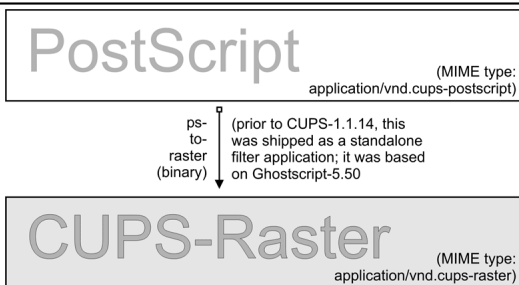 PostScript
(MIME type:
application/vnd.cups-postscript)
ps-
to-
raster
(binary)
(prior to CUPS-1.1.14, this
was shipped as a standalone
filter application; it was based
on Ghostscript-5.50
CUPS-Raster
(MIME type:
application/vnd.cups-raster)